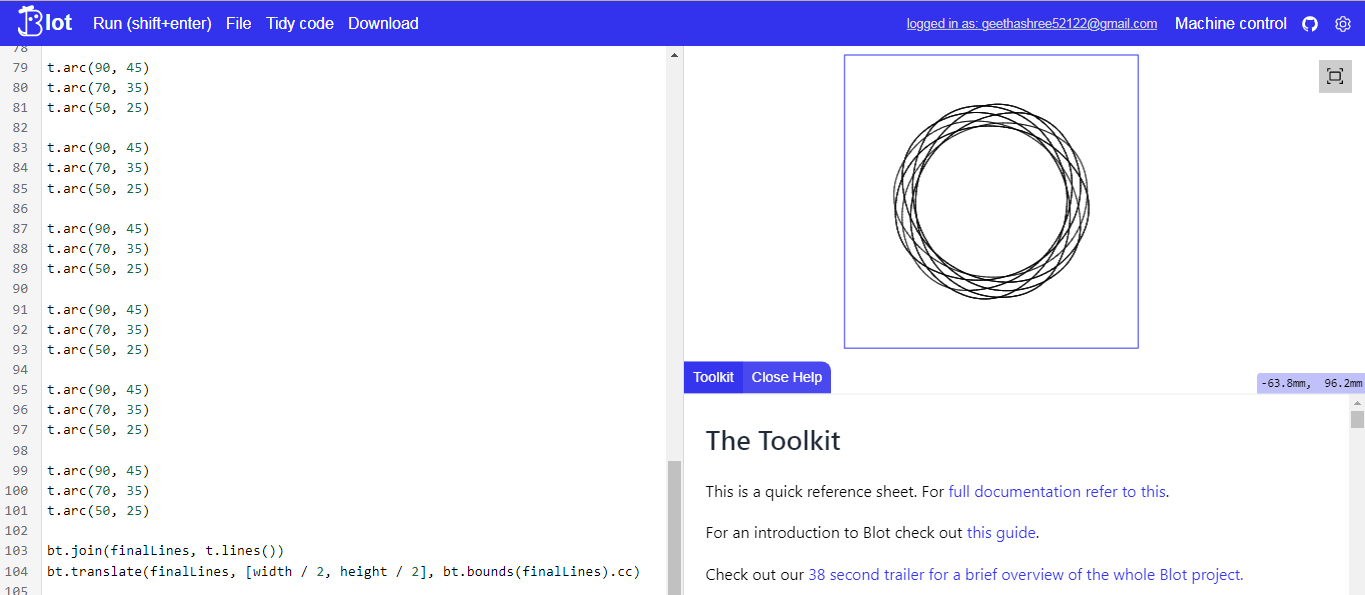 Blot Run (shift+enter) File Tidy code Download logged in as: geethashree52122@gmail.com Machine control
78
79 t.arc(90, 45)
80 t.arc(70, 35)
81 t.arc(50, 25)
82
83 t.arc(90, 45)
84 t.arc(70, 35)
85 t.arc(50, 25)
86
87 t.arc(90, 45)
88 t.arc(70, 35)
89 t.arc(50, 25)
90
91 t.arc(90, 45)
92 t.arc(70, 35)
93 t.arc(50, 25)
94
95 t.arc(90, 45)
96 t.arc(70, 35)
97 t.arc(50, 25)
98
99 t.arc(90, 45)
100 t.arc(70, 35)
101 t.arc(50, 25)
102
103 bt.join(finalLines, t.lines())
104 bt.translate(finalLines, [width / 2, height / 2], bt.bounds(finalLines).cc)
105
Toolkit Close Help
-63.8mm, 96.2mm
The Toolkit
This is a quick reference sheet. For full documentation refer to this.
For an introduction to Blot check out this guide.
Check out our 38 second trailer for a brief overview of the whole Blot project.